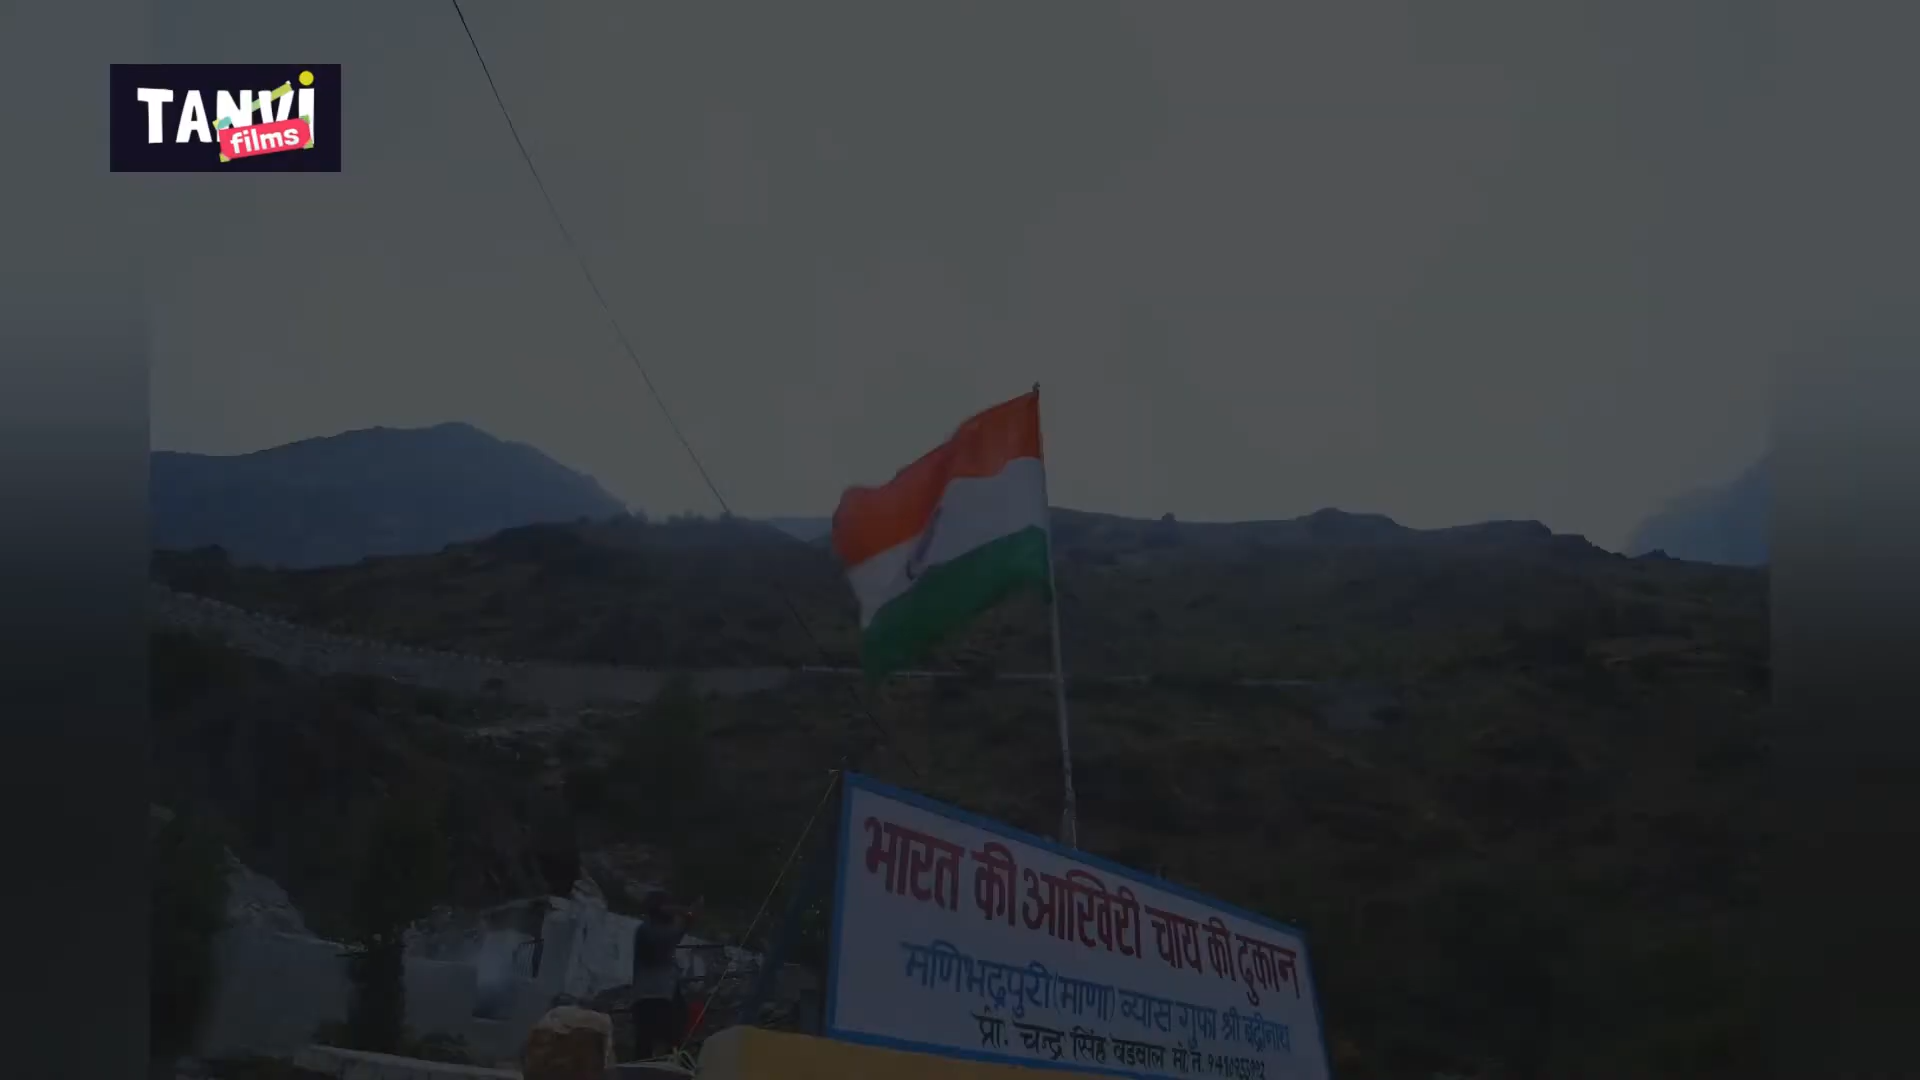 TANVi
films
भारत की आखिरी चाय की दुकान
मणिभद्रपुरी(माणा) व्यास गुफा श्री बद्रीनाथ
प्रो. चन्द्र सिंह बडवाल मो.नं.